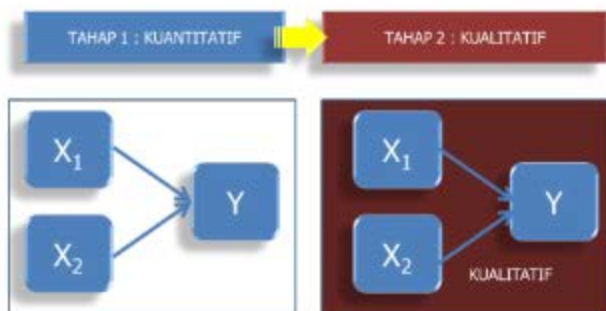 TAHAP 1 : KUANTITATIF
TAHAP 2 : KUALITATIF
X₁
Y
X₂
X₁
Y
X₂
KUALITATIF